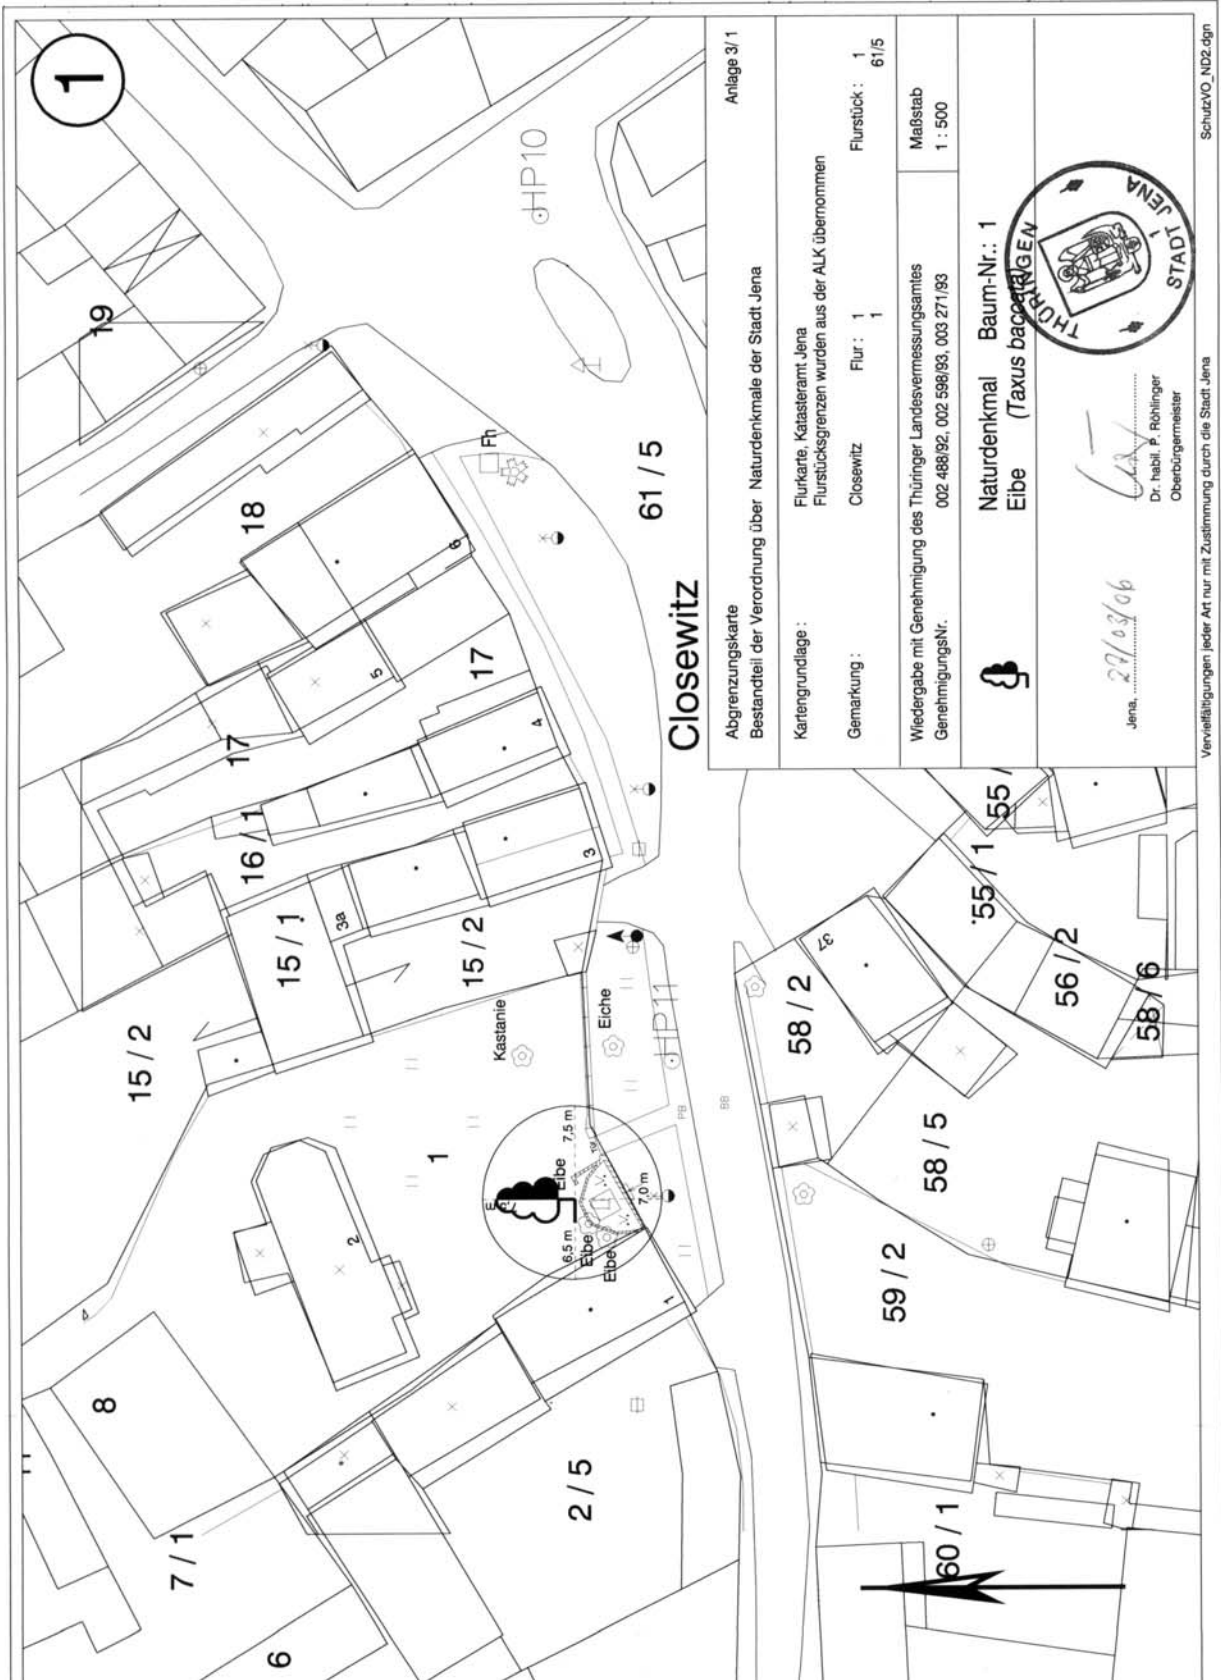 1
19
HP10
18
Fh
6
5
17
17
4
61 / 5
16 / 1
3
3a
15 / 1
15 / 2
15 / 2
Kastanie
Eiche
HP11
PB
BB
1
2
7,5 m
Eibe
6,5 m
Eibe
Eibe
7,0 m
1
8
7 / 1
6
2 / 5
37
55 /
55 / 1
56 / 2
58 / 2
58 / 6
58 / 5
59 / 2
60 / 1
Closewitz
Abgrenzungskarte Anlage 3/1
Bestandteil der Verordnung über Naturdenkmale der Stadt Jena
Kartengrundlage : Flurkarte, Katasteramt Jena
Flurstücksgrenzen wurden aus der ALK übernommen
Gemarkung : Closewitz Flur : 1 Flurstück : 1
1 61/5
Wiedergabe mit Genehmigung des Thüringer Landesvermessungsamtes Maßstab
GenehmigungsNr. 002 488/92, 002 598/93, 003 271/93 1 : 500
Naturdenkmal Baum-Nr.: 1
Eibe (Taxus baccata)
THÜRINGEN
1
STADT JENA
Jena, 27/03/06
Dr. habil. P. Röhlinger
Oberbürgermeister
Vervielfältigungen jeder Art nur mit Zustimmung durch die Stadt Jena SchutzVO_ND2.dgn